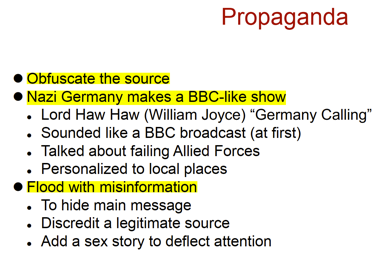 Propaganda
● Obfuscate the source
● Nazi Germany makes a BBC-like show
• Lord Haw Haw (William Joyce) “Germany Calling”
• Sounded like a BBC broadcast (at first)
• Talked about failing Allied Forces
• Personalized to local places
● Flood with misinformation
• To hide main message
• Discredit a legitimate source
• Add a sex story to deflect attention